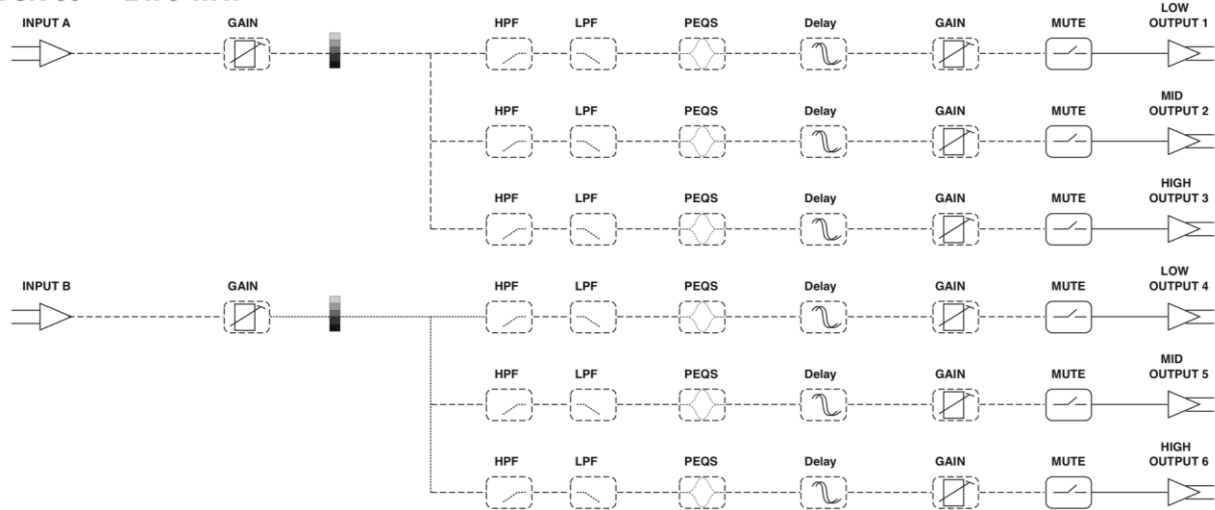 INPUT A GAIN HPF LPF PEQS Delay GAIN MUTE LOW OUTPUT 1
HPF LPF PEQS Delay GAIN MUTE MID OUTPUT 2
HPF LPF PEQS Delay GAIN MUTE HIGH OUTPUT 3
INPUT B GAIN HPF LPF PEQS Delay GAIN MUTE LOW OUTPUT 4
HPF LPF PEQS Delay GAIN MUTE MID OUTPUT 5
HPF LPF PEQS Delay GAIN MUTE HIGH OUTPUT 6